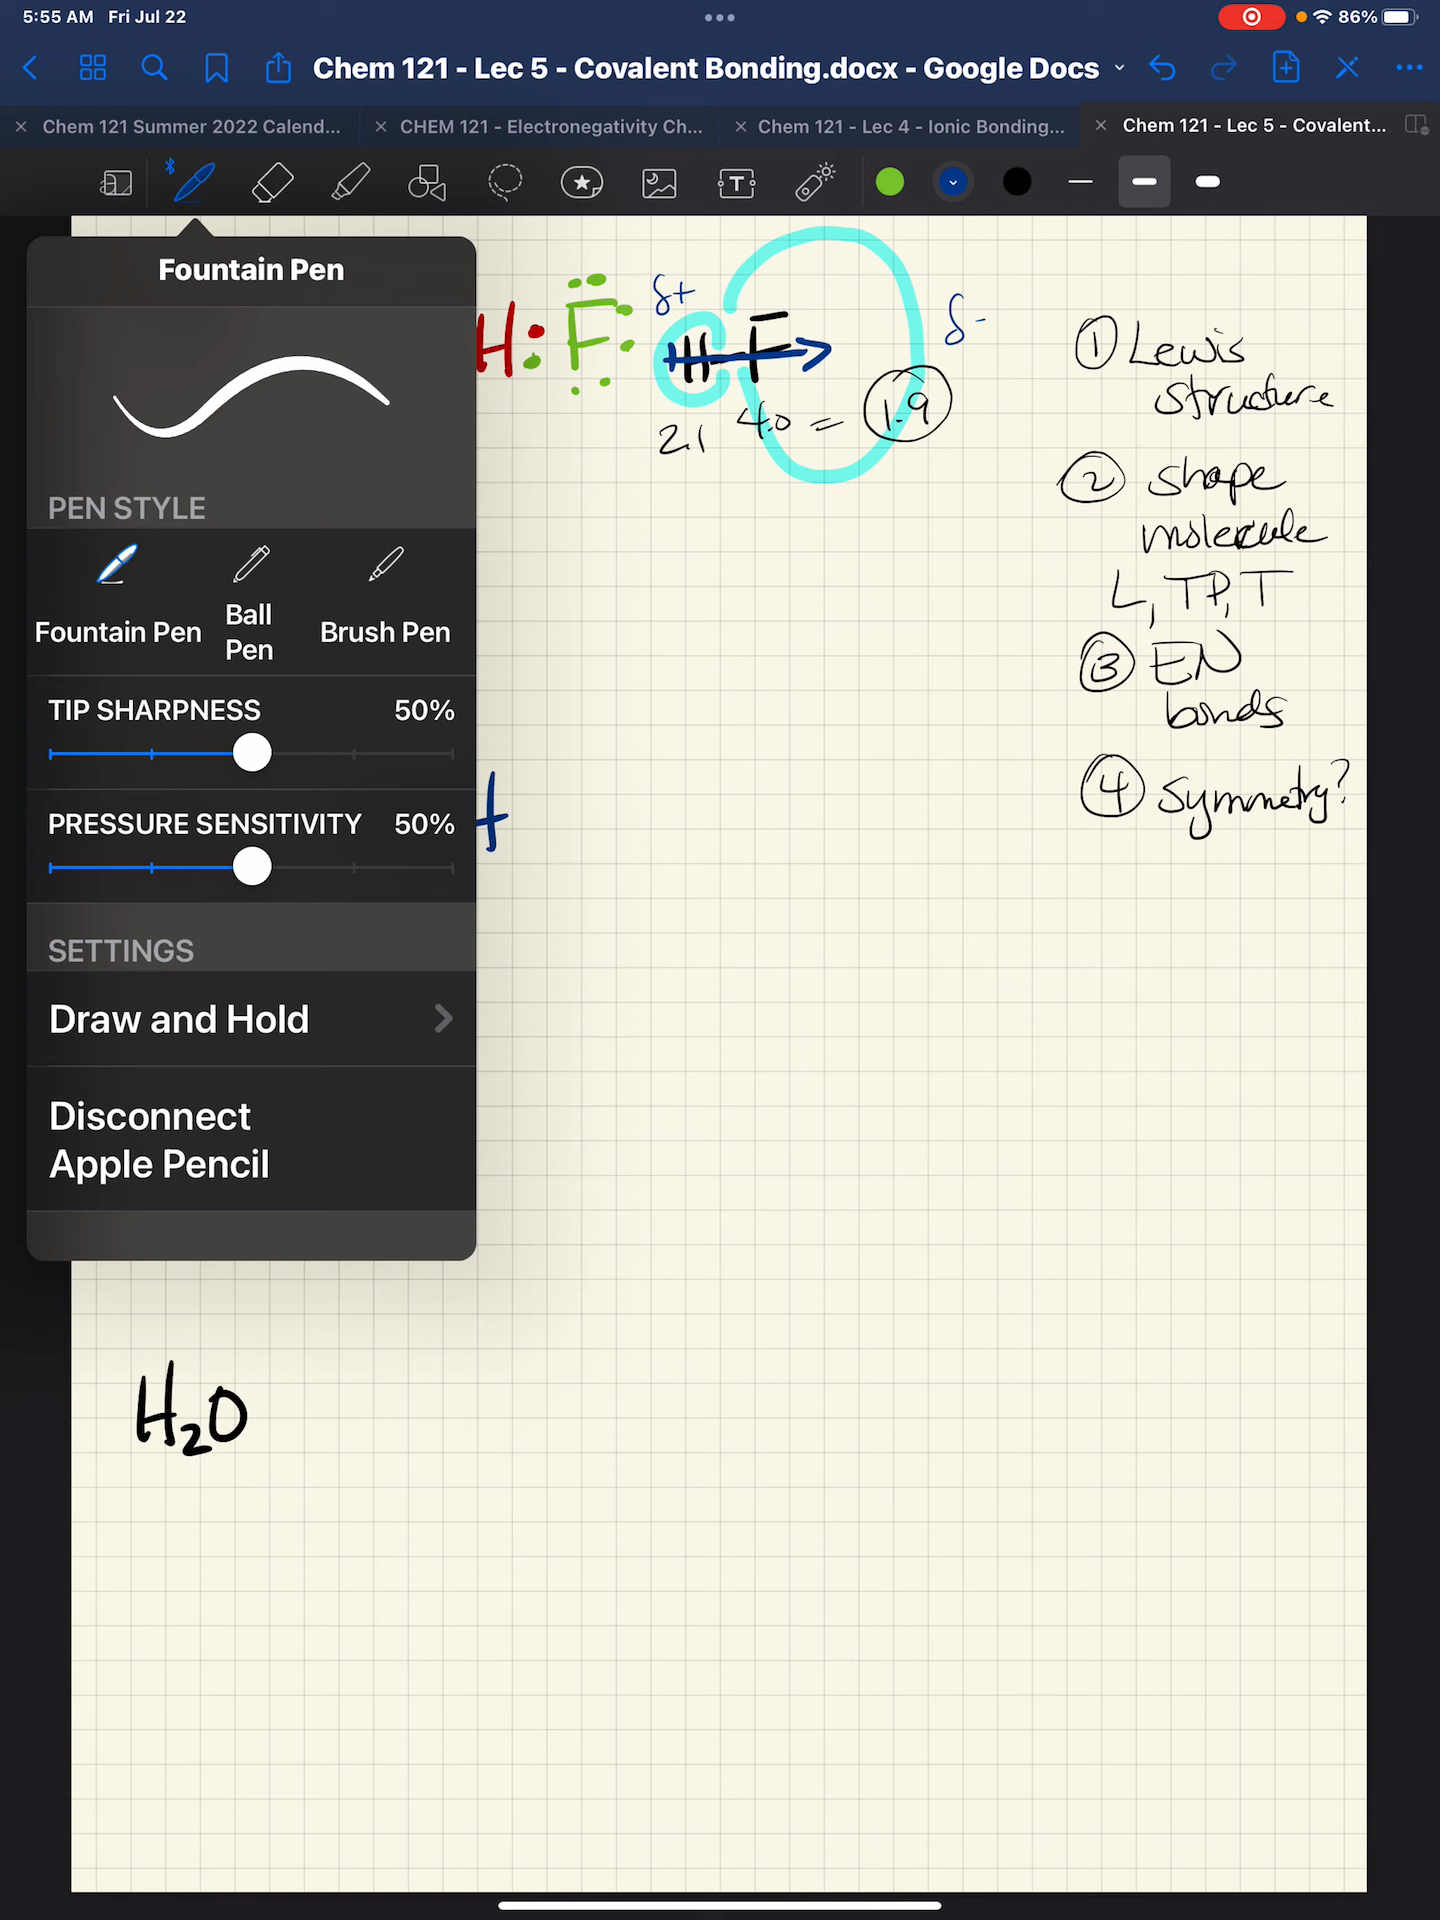 5:55 AM Fri Jul 22
86%
Chem 121 - Lec 5 - Covalent Bonding.docx - Google Docs
Chem 121 Summer 2022 Calend...
CHEM 121 - Electronegativity Ch...
Chem 121 - Lec 4 - Ionic Bonding...
Chem 121 - Lec 5 - Covalent...
Fountain Pen
PEN STYLE
Fountain Pen
Ball Pen
Brush Pen
TIP SHARPNESS 50%
PRESSURE SENSITIVITY 50%
SETTINGS
Draw and Hold
Disconnect
Apple Pencil
H:F
δ+ δ-
H-F
2.1 4.0 = 1.9
① Lewis
structure
② shape
molecule
L, TP, T
③ EN
bonds
④ symmetry?
H₂O